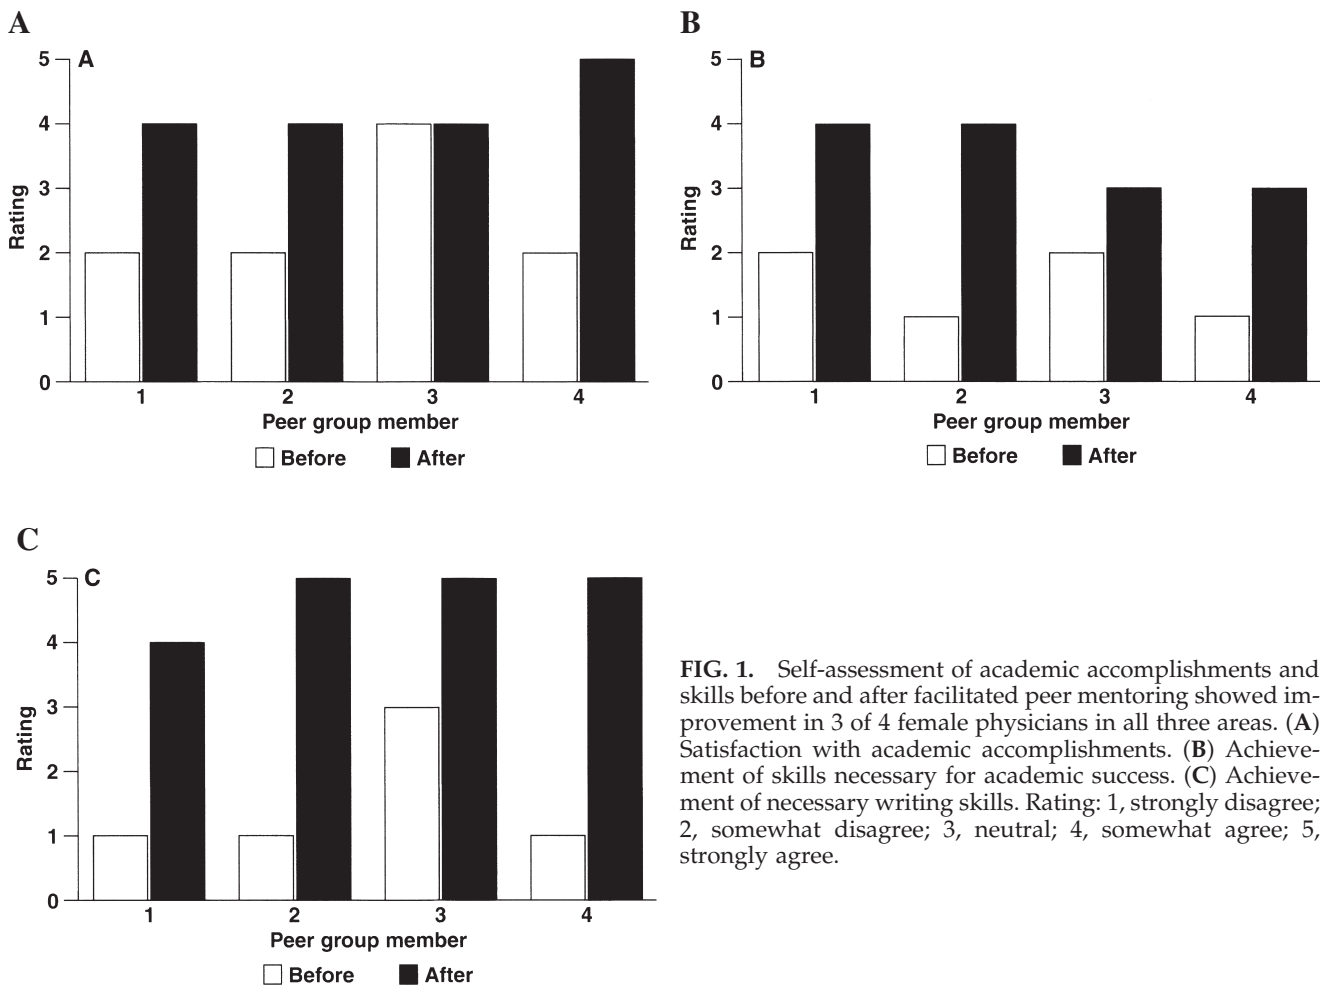 A
B
5
A
4
3
2
1
0
Rating
1 2 3 4
Peer group member
Before After
5
B
4
3
2
1
0
Rating
1 2 3 4
Peer group member
Before After
C
5
C
4
3
2
1
0
Rating
1 2 3 4
Peer group member
Before After
FIG. 1. Self-assessment of academic accomplishments and
skills before and after facilitated peer mentoring showed im-
provement in 3 of 4 female physicians in all three areas. (A)
Satisfaction with academic accomplishments. (B) Achieve-
ment of skills necessary for academic success. (C) Achieve-
ment of necessary writing skills. Rating: 1, strongly disagree;
2, somewhat disagree; 3, neutral; 4, somewhat agree; 5,
strongly agree.